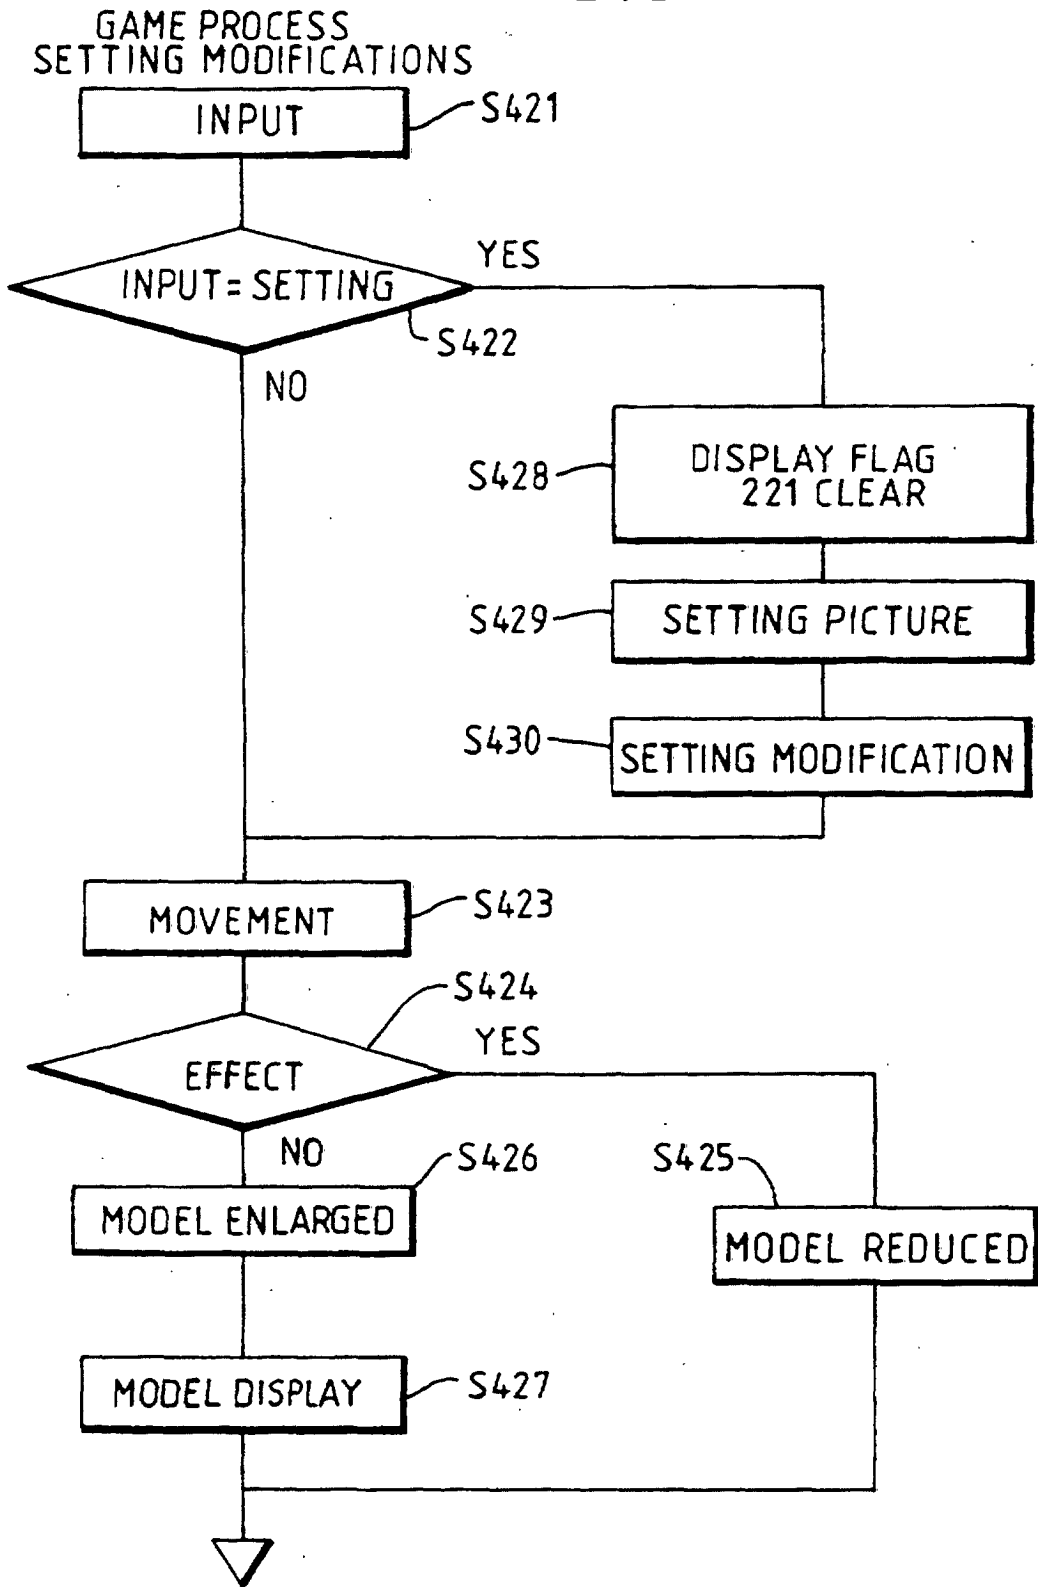 GAME PROCESS
SETTING MODIFICATIONS
INPUT
S421
INPUT = SETTING
YES
S422
NO
DISPLAY FLAG
221 CLEAR
S428
SETTING PICTURE
S429
SETTING MODIFICATION
S430
MOVEMENT
S423
S424
EFFECT
YES
NO
S426
S425
MODEL ENLARGED
MODEL REDUCED
MODEL DISPLAY
S427